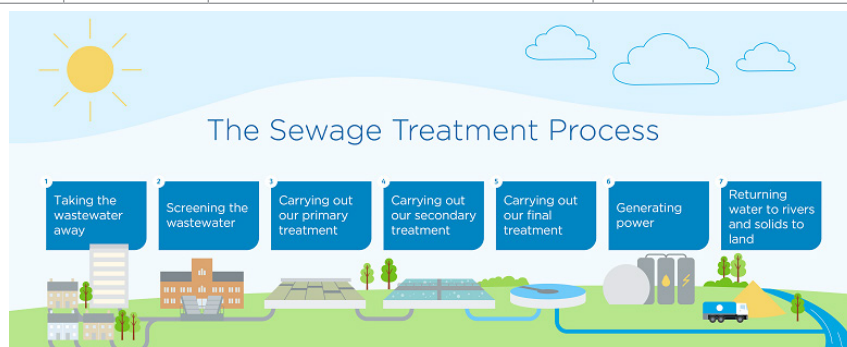 The Sewage Treatment Process
1
Taking the
wastewater
away
2
Screening the
wastewater
3
Carrying out
our primary
treatment
4
Carrying out
our secondary
treatment
5
Carrying out
our final
treatment
6
Generating
power
7
Returning
water to rivers
and solids to
land